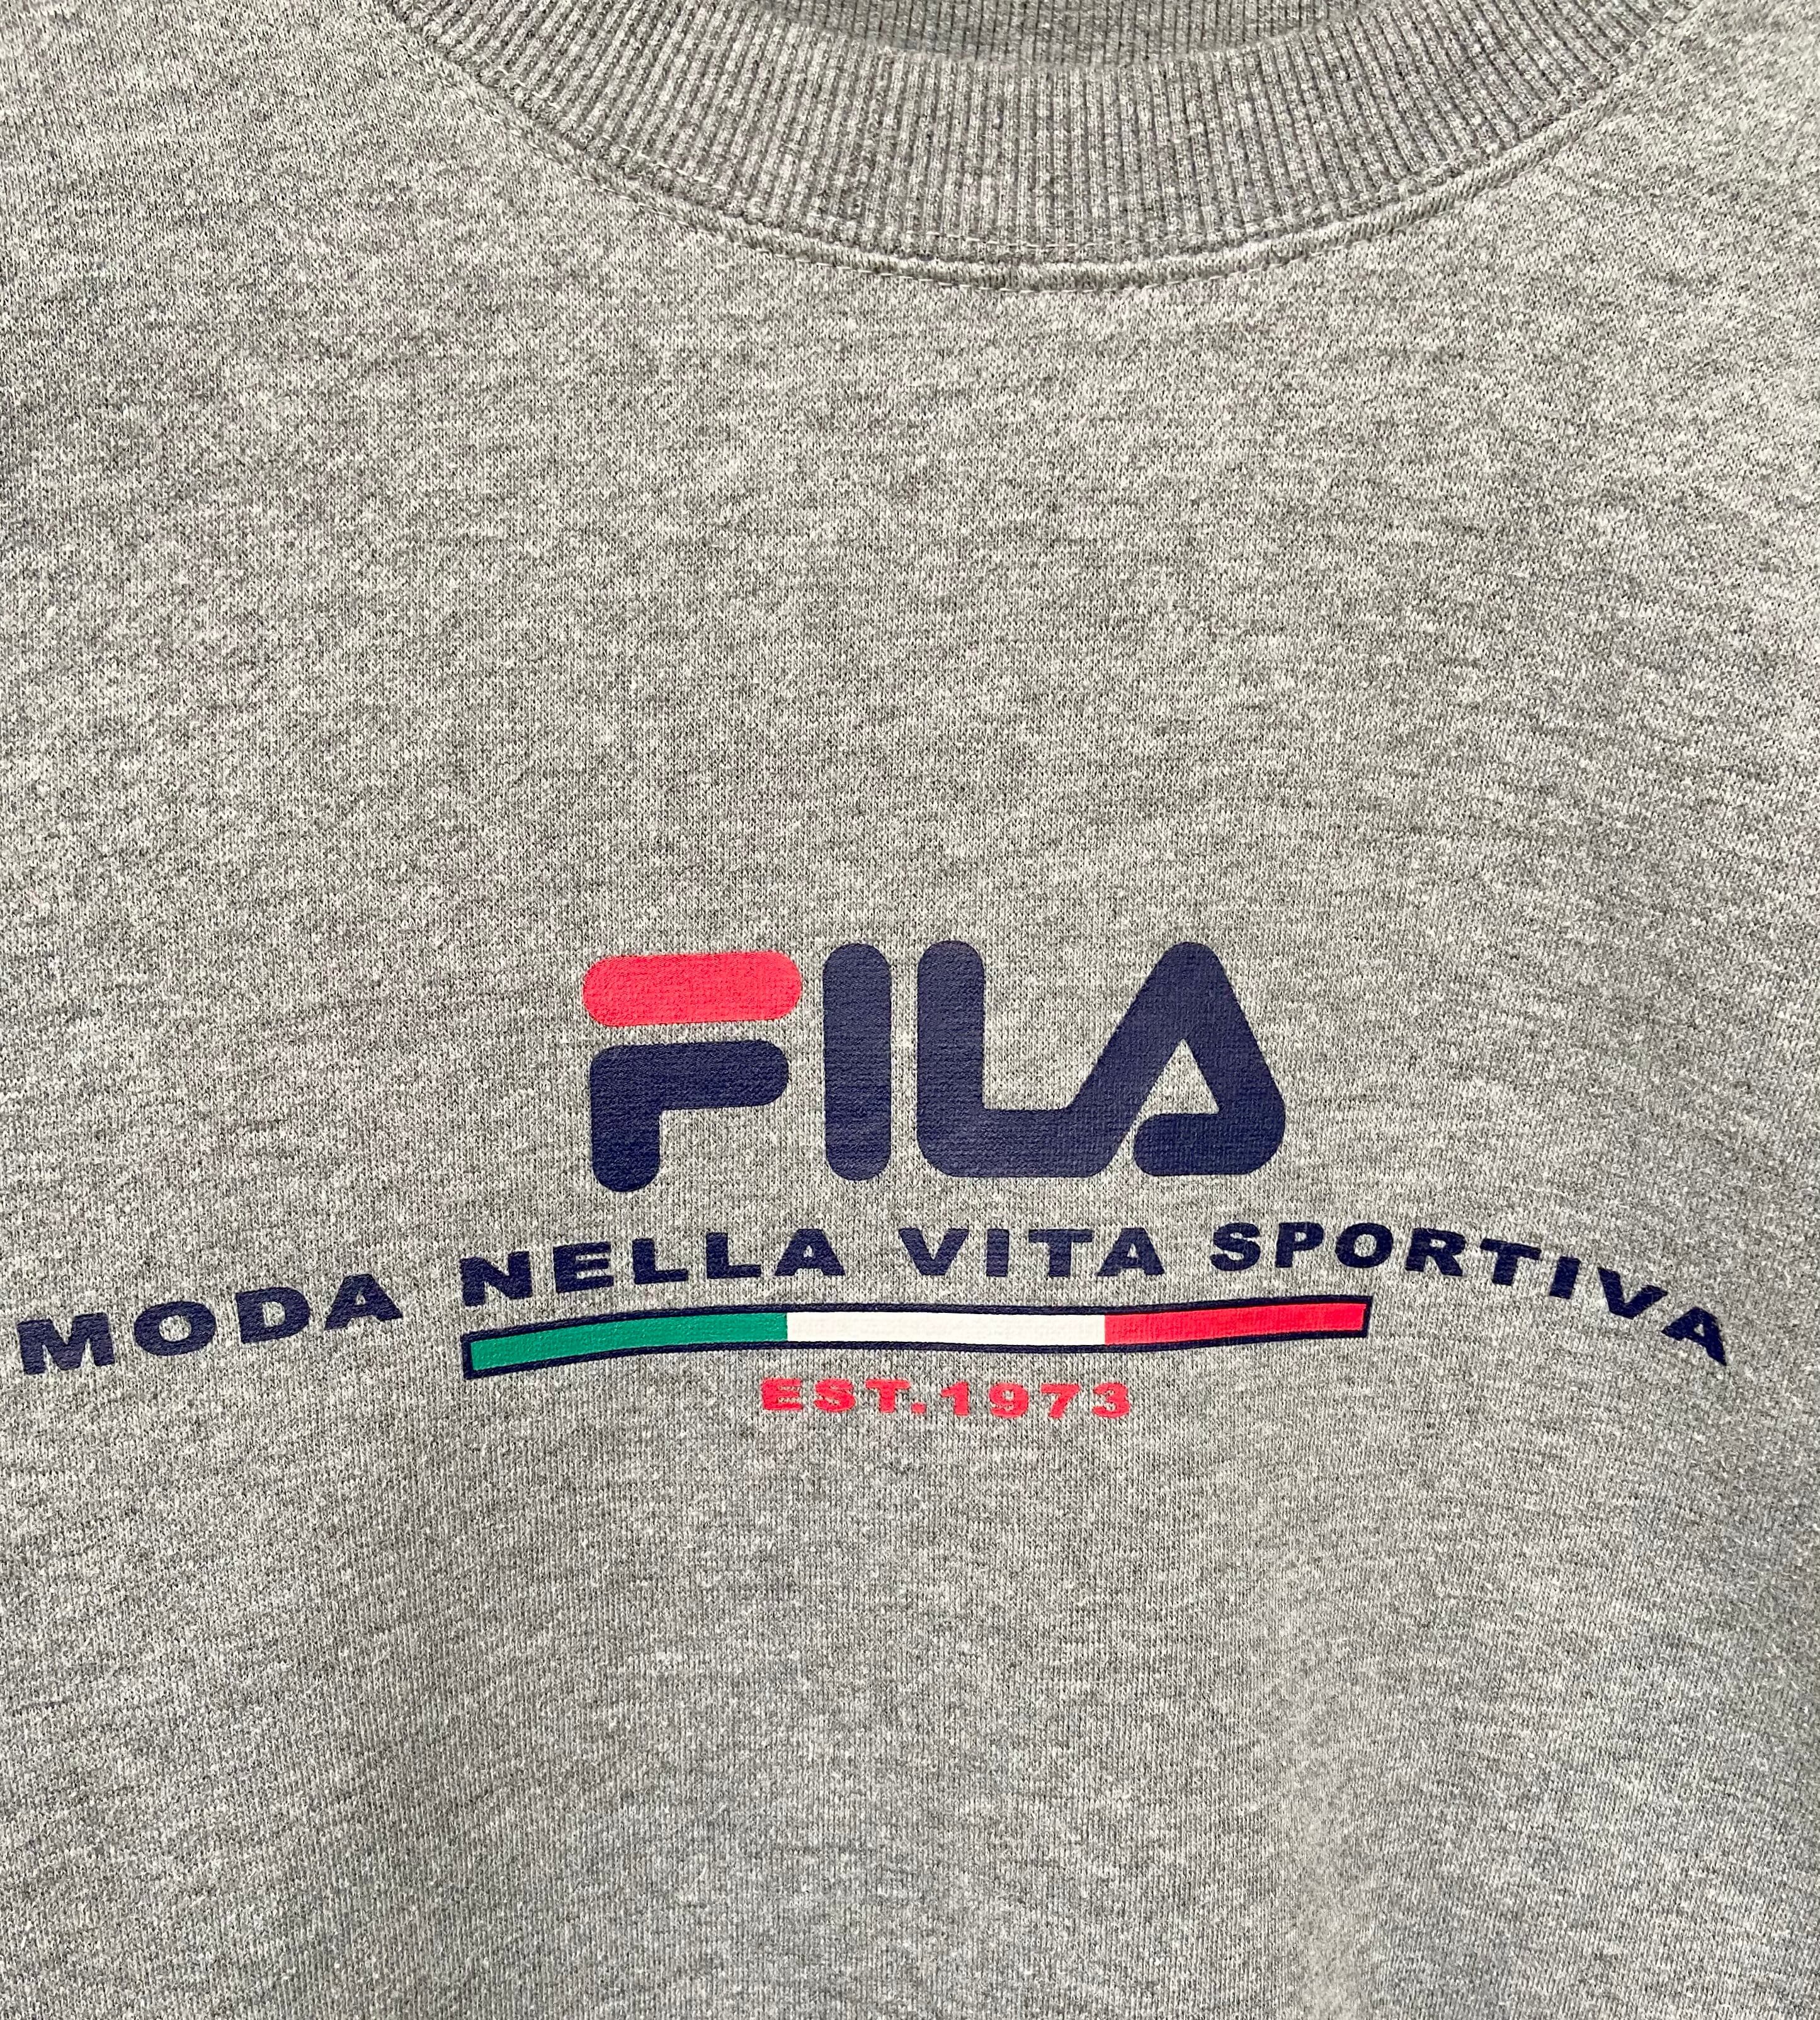 FILA
MODA NELLA VITA SPORTIVA
EST.1973